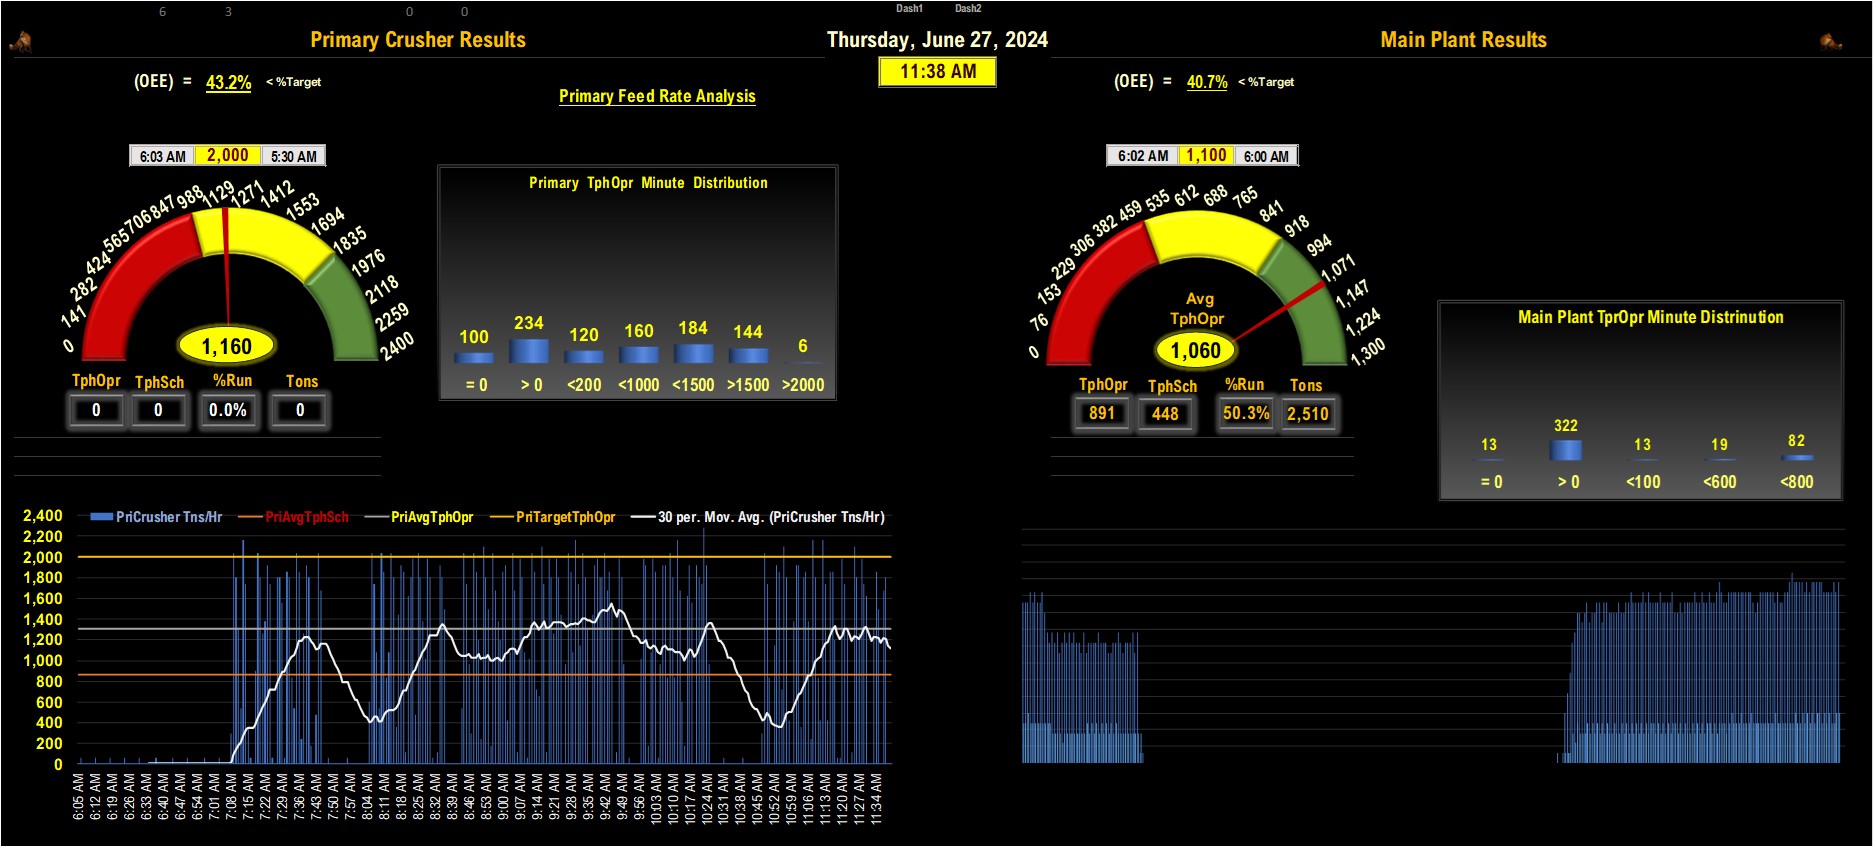 6 3 0 0 Dash1 Dash2
Primary Crusher Results
Thursday, June 27, 2024
Main Plant Results
11:38 AM
(OEE) = 43.2% < %Target
(OEE) = 40.7% < %Target
Primary Feed Rate Analysis
6:03 AM 2,000 5:30 AM
0
141
282
424
565
706
847
988
1129
1271
1412
1553
1694
1835
1976
2118
2259
2400
1,160
TphOpr TphSch %Run Tons
0 0 0.0% 0
Primary TphOpr Minute Distribution
100 234 120 160 184 144 6
= 0 > 0 <200 <1000 <1500 >1500 >2000
6:02 AM 1,100 6:00 AM
0
76
153
229
306
382
459
535
612
688
765
841
918
994
1,071
1,147
1,224
1,300
Avg
TphOpr
1,060
TphOpr TphSch %Run Tons
891 448 50.3% 2,510
Main Plant TprOpr Minute Distrinution
13 322 13 19 82
= 0 > 0 <100 <600 <800
PriCrusher Tns/Hr PriAvgTphSch PriAvgTphOpr PriTargetTphOpr 30 per. Mov. Avg. (PriCrusher Tns/Hr)
2,400
2,200
2,000
1,800
1,600
1,400
1,200
1,000
800
600
400
200
0
6:05 AM
6:12 AM
6:19 AM
6:26 AM
6:33 AM
6:40 AM
6:47 AM
6:54 AM
7:01 AM
7:08 AM
7:15 AM
7:22 AM
7:29 AM
7:36 AM
7:43 AM
7:50 AM
7:57 AM
8:04 AM
8:11 AM
8:18 AM
8:25 AM
8:32 AM
8:39 AM
8:46 AM
8:53 AM
9:00 AM
9:07 AM
9:14 AM
9:21 AM
9:28 AM
9:35 AM
9:42 AM
9:49 AM
9:56 AM
10:03 AM
10:10 AM
10:17 AM
10:24 AM
10:31 AM
10:38 AM
10:45 AM
10:52 AM
10:59 AM
11:06 AM
11:13 AM
11:20 AM
11:27 AM
11:34 AM